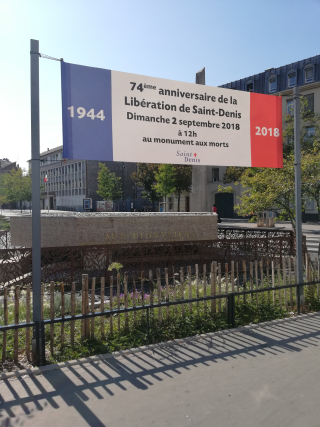 74ème anniversaire de la
Libération de Saint-Denis
1944
Dimanche 2 septembre 2018
à 12h
2018
au monument aux morts
Saint
Denis